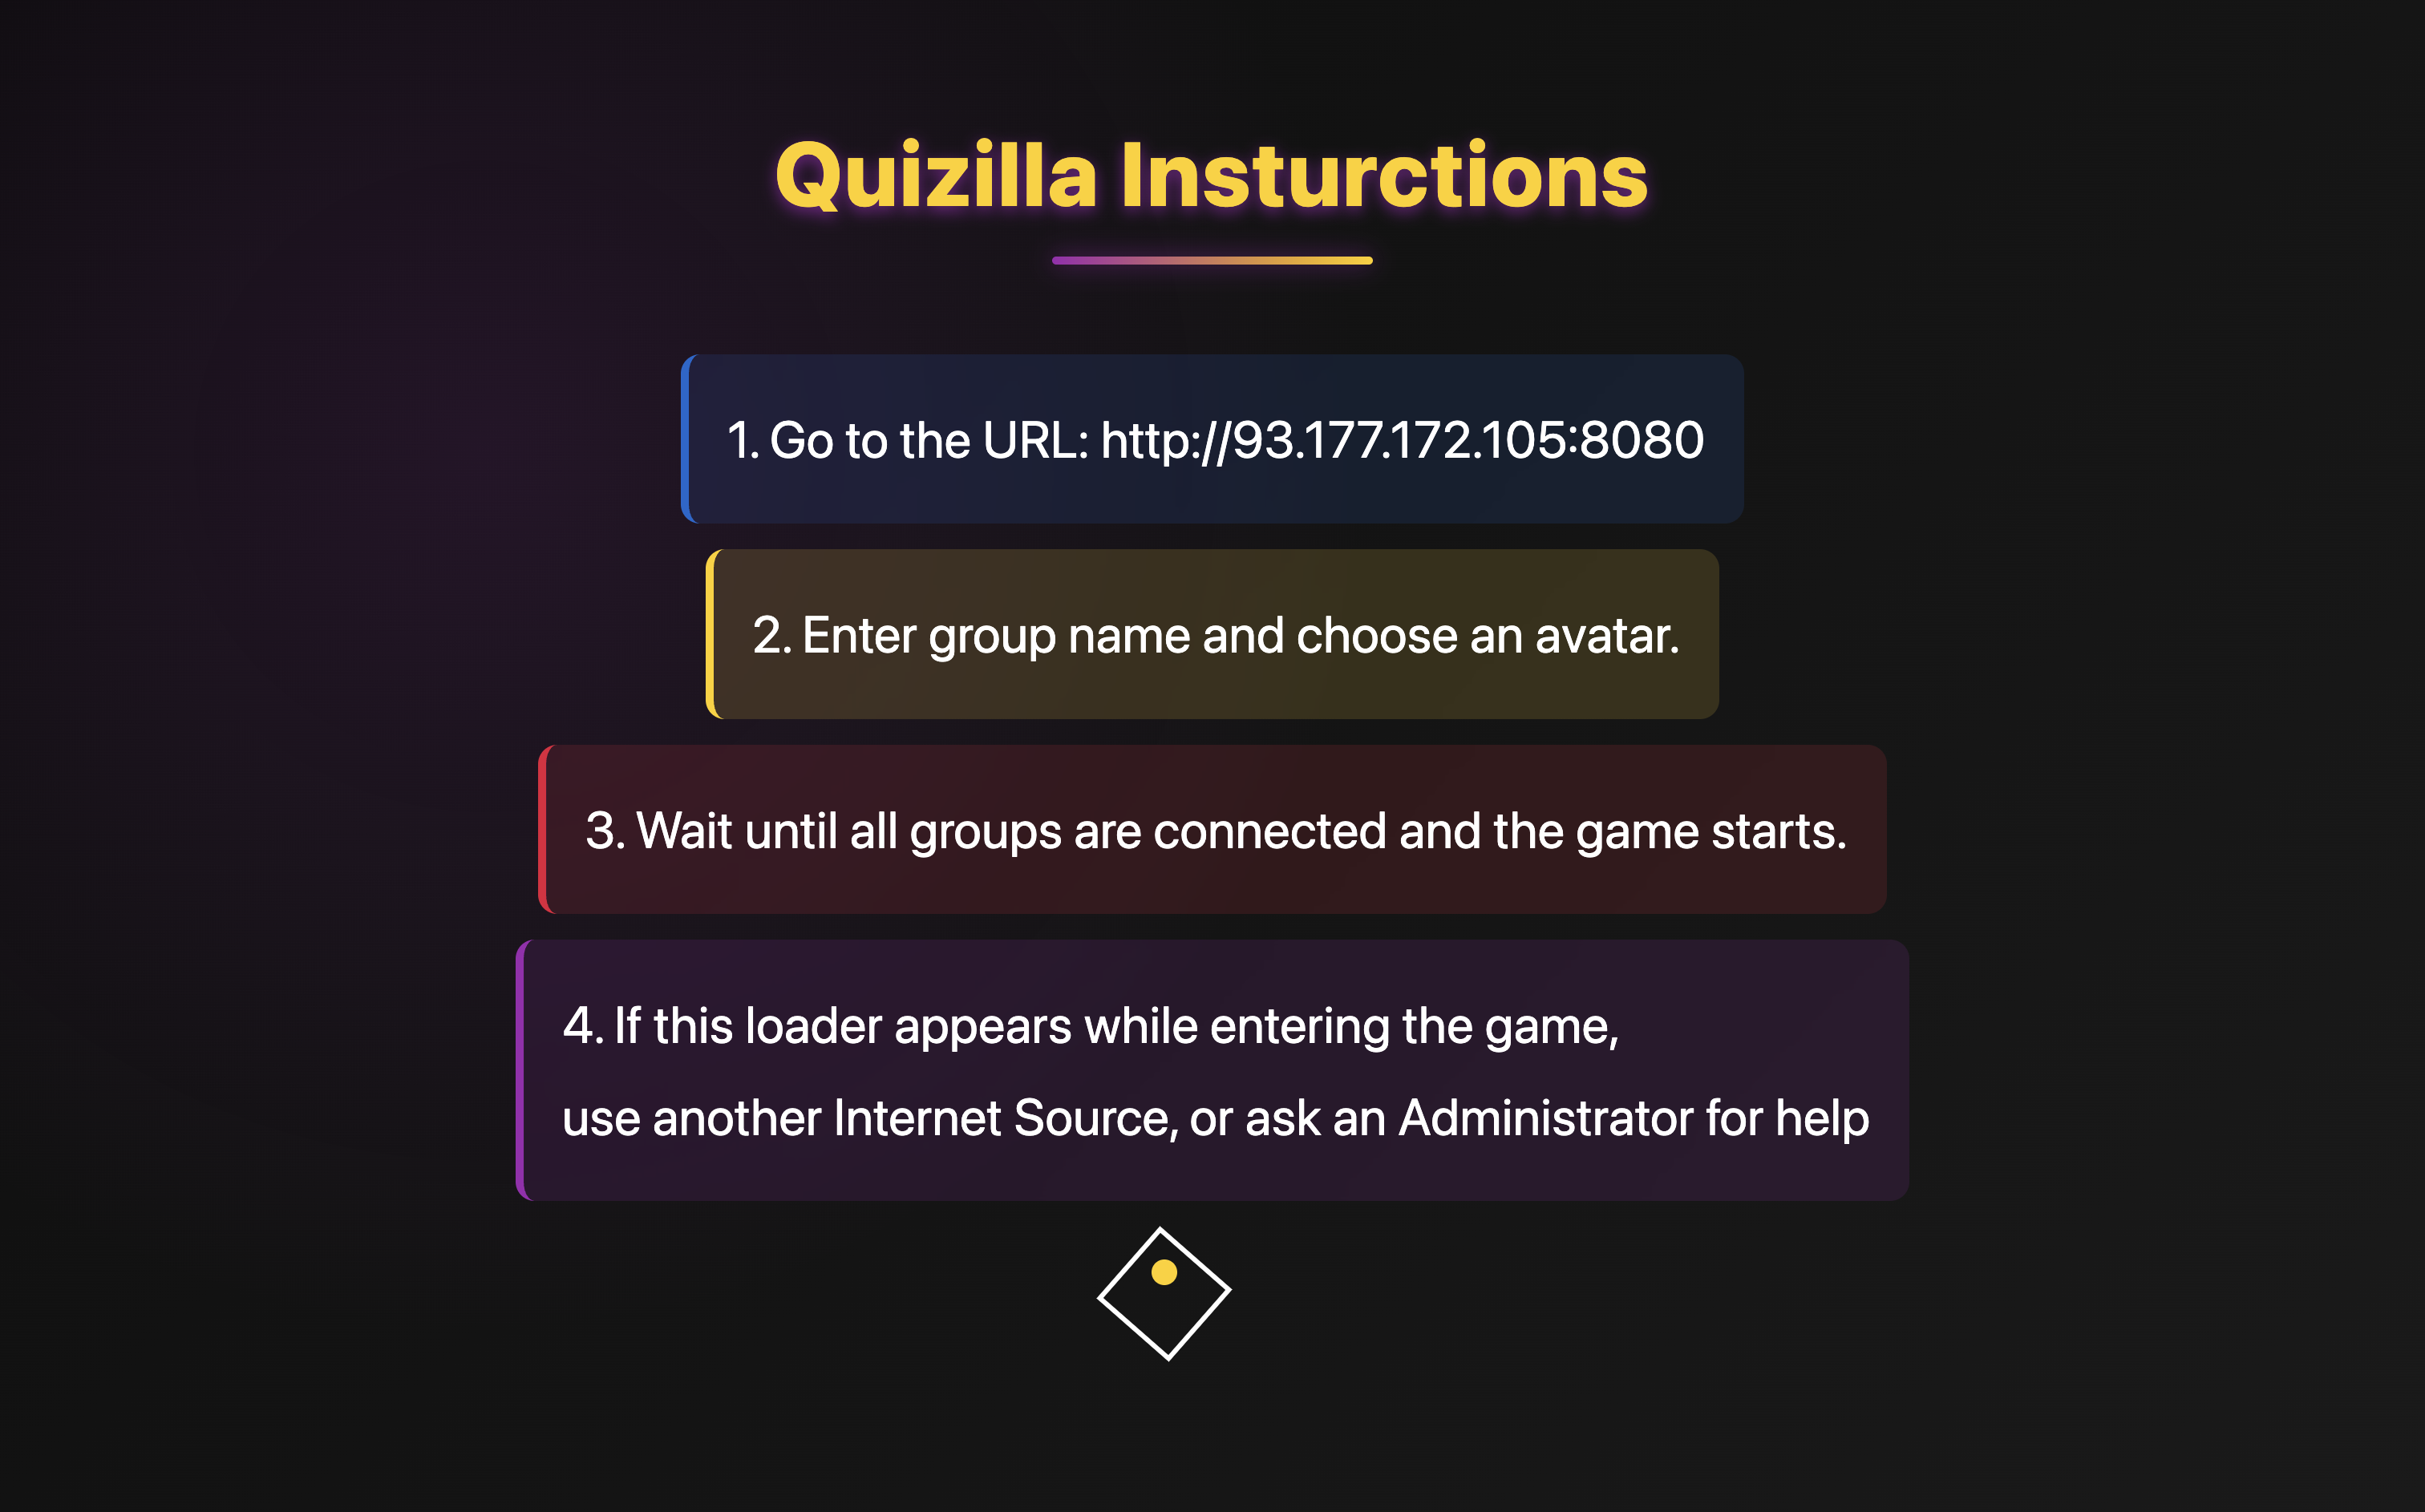 Quizilla Insturctions
1. Go to the URL: http://93.177.172.105:8080
2. Enter group name and choose an avatar.
3. Wait until all groups are connected and the game starts.
4. If this loader appears while entering the game,
use another Internet Source, or ask an Administrator for help